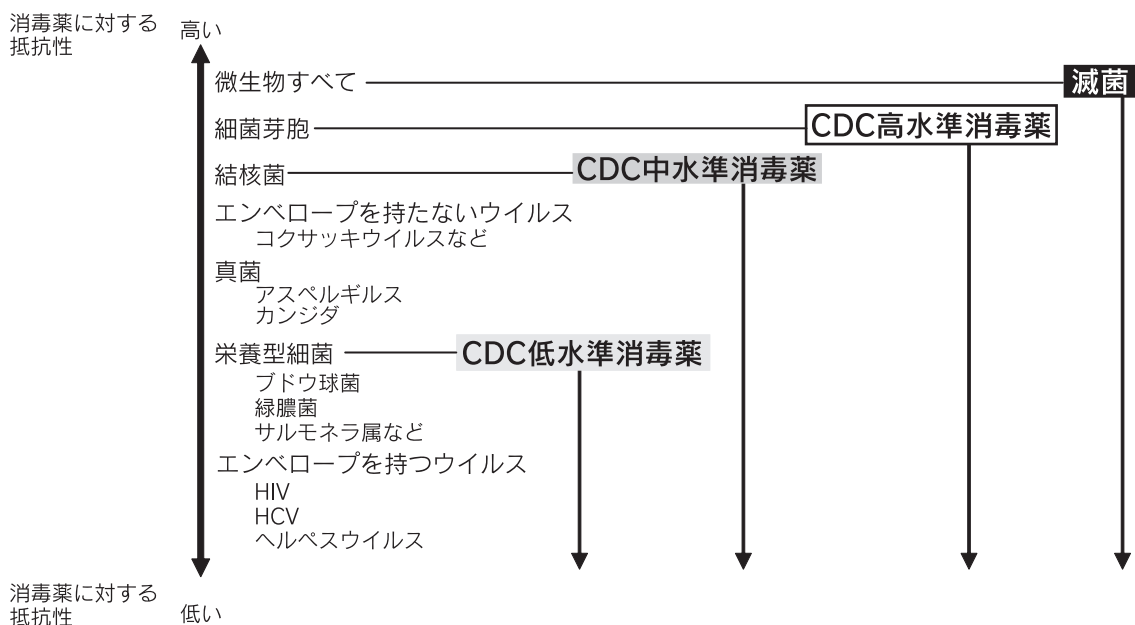 消毒薬に対する
抵抗性
高い
微生物すべて
滅菌
細菌芽胞
CDC高水準消毒薬
結核菌
CDC中水準消毒薬
エンベロープを持たないウイルス
コクサッキウイルスなど
真菌
アスペルギルス
カンジダ
栄養型細菌
CDC低水準消毒薬
ブドウ球菌
緑膿菌
サルモネラ属など
エンベロープを持つウイルス
HIV
HCV
ヘルペスウイルス
消毒薬に対する
抵抗性
低い